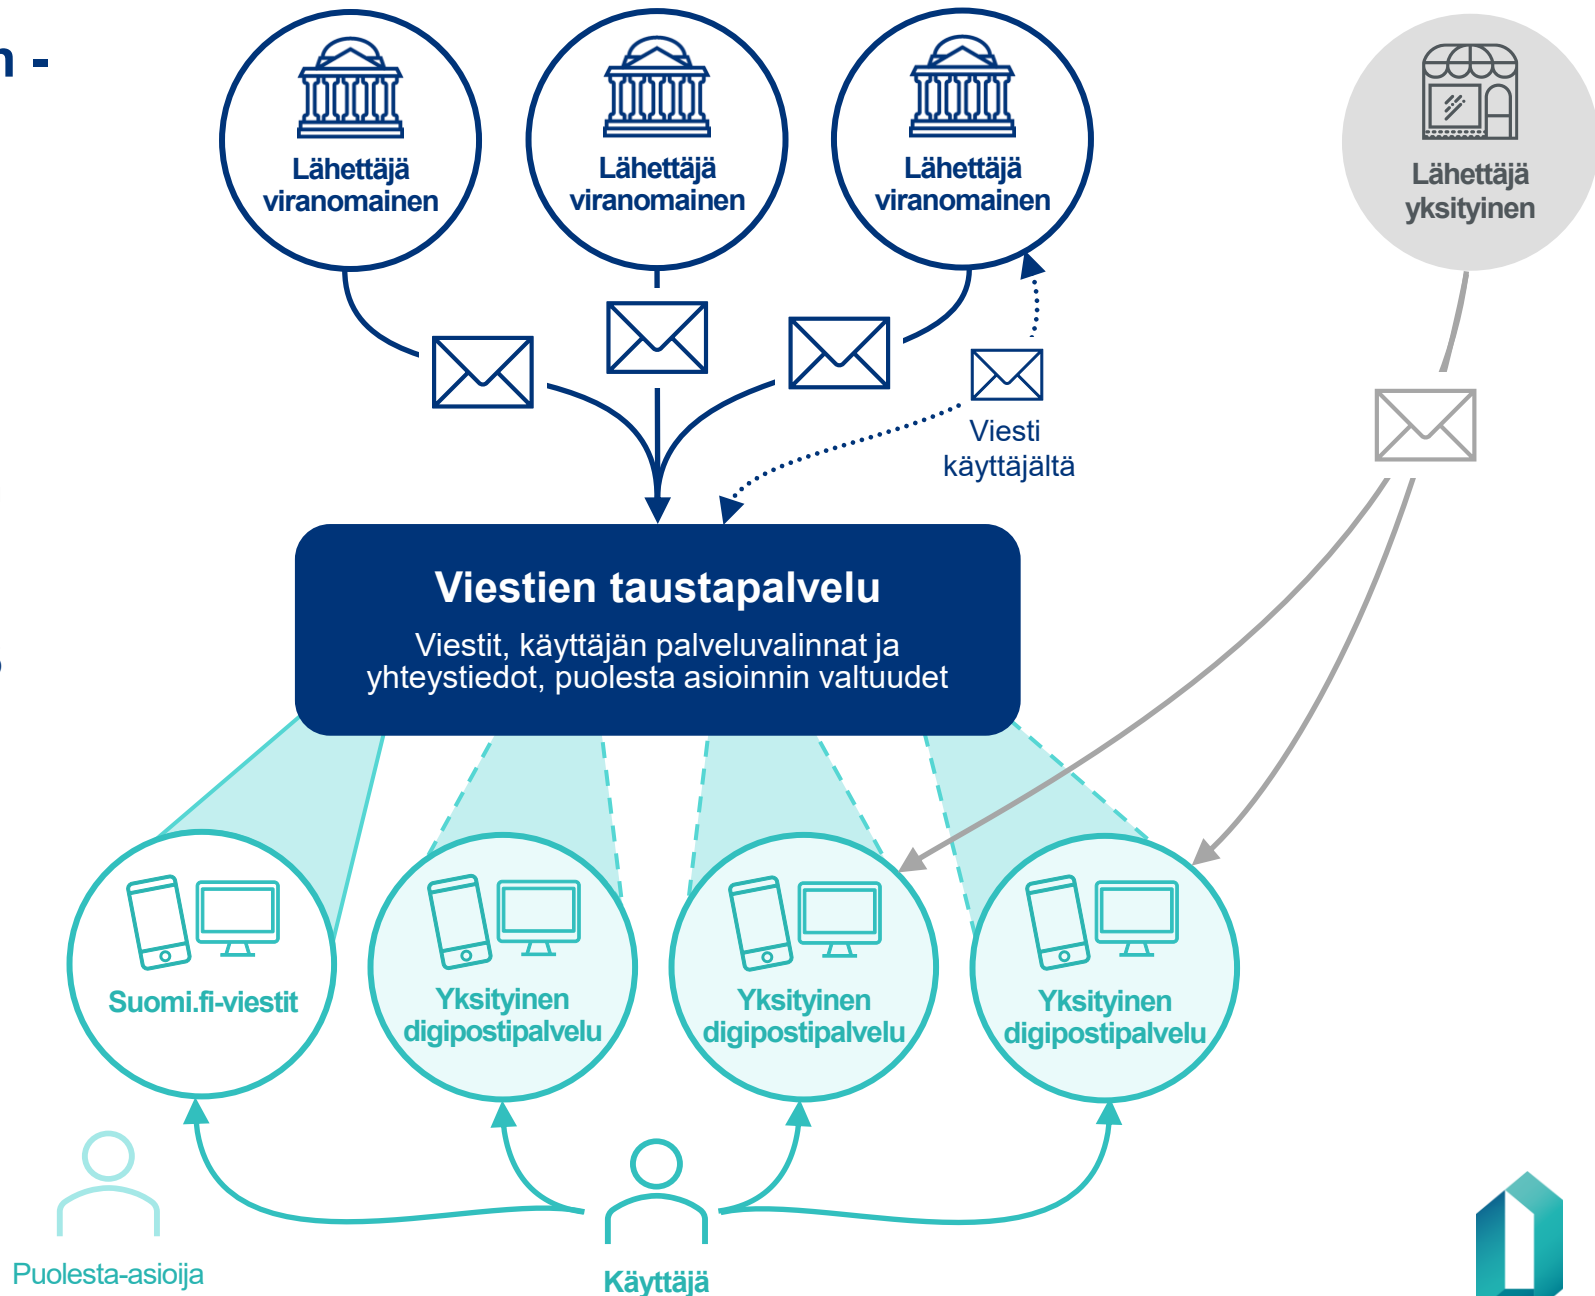 n -
Lähettäjä
viranomainen
Lähettäjä
viranomainen
Lähettäjä
viranomainen
Lähettäjä
yksityinen
Viesti
käyttäjältä
Viestien taustapalvelu
Viestit, käyttäjän palveluvalinnat ja
yhteystiedot, puolesta asioinnin valtuudet
Suomi.fi-viestit
Yksityinen
digipostipalvelu
Yksityinen
digipostipalvelu
Yksityinen
digipostipalvelu
Puolesta-asioija
Käyttäjä